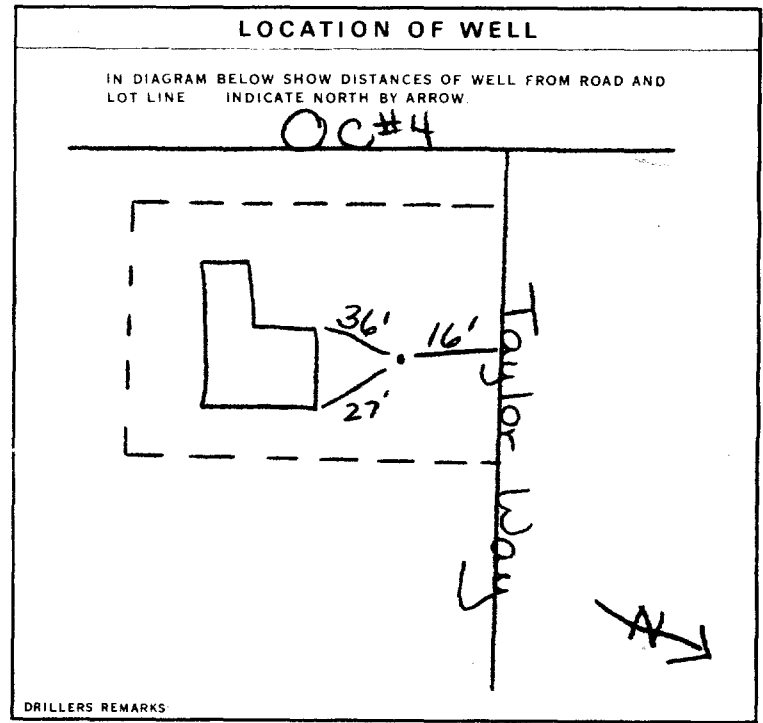 LOCATION OF WELL
IN DIAGRAM BELOW SHOW DISTANCES OF WELL FROM ROAD AND
LOT LINE INDICATE NORTH BY ARROW.
OC#4
36'
16'
27'
Taylor Way
N
DRILLERS REMARKS